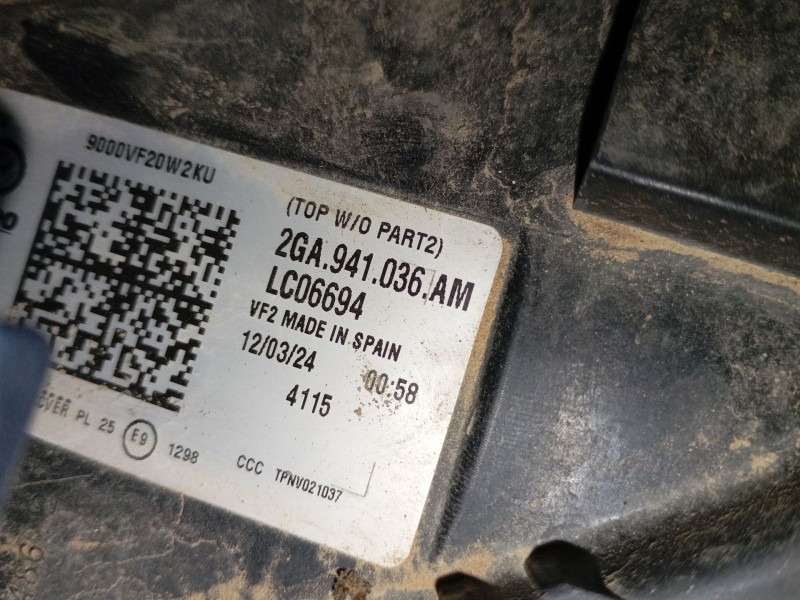 9000VF20W2KU
(TOP W/O PART2)
2GA.941.036.AM
LC06694
VF2 MADE IN SPAIN
12/03/24 00:58
4115
PL 25 E9 1298 CCC TPNV021037